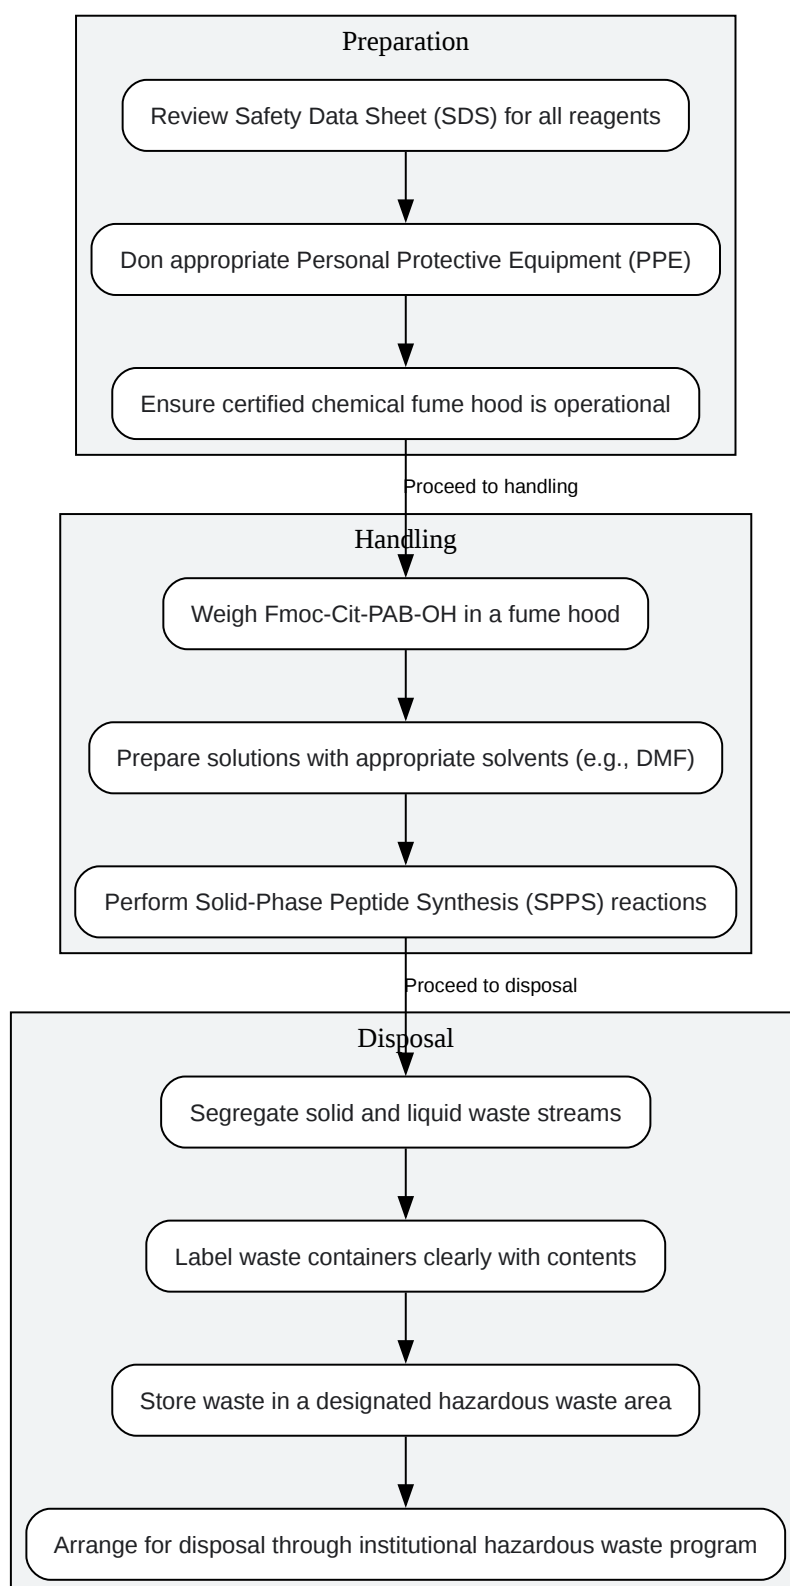 Preparation
Review Safety Data Sheet (SDS) for all reagents
Don appropriate Personal Protective Equipment (PPE)
Ensure certified chemical fume hood is operational
Proceed to handling
Handling
Weigh Fmoc-Cit-PAB-OH in a fume hood
Prepare solutions with appropriate solvents (e.g., DMF)
Perform Solid-Phase Peptide Synthesis (SPPS) reactions
Proceed to disposal
Disposal
Segregate solid and liquid waste streams
Label waste containers clearly with contents
Store waste in a designated hazardous waste area
Arrange for disposal through institutional hazardous waste program